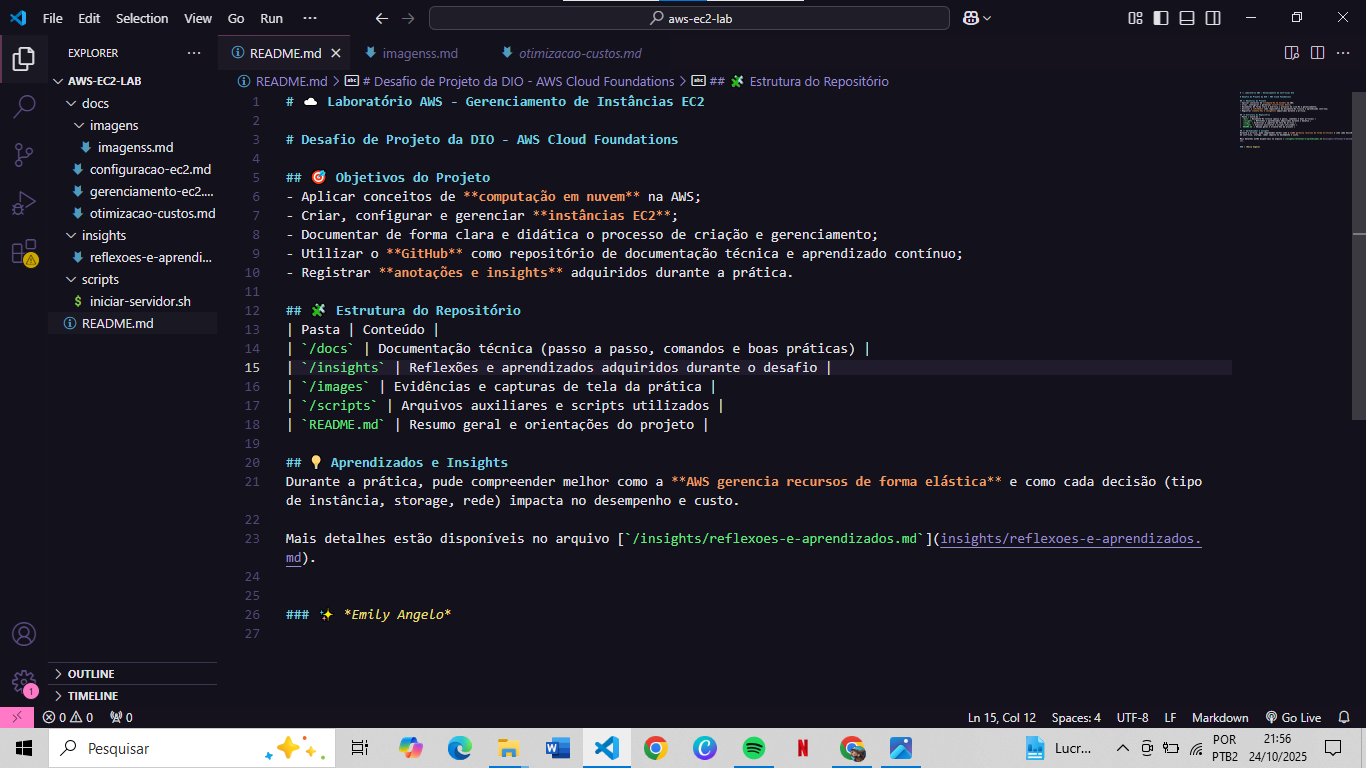 File Edit Selection View Go Run ···
aws-ec2-lab
EXPLORER ···
AWS-EC2-LAB
docs
imagens
imagenss.md
configuracao-ec2.md
gerenciamento-ec2....
otimizacao-custos.md
insights
reflexoes-e-aprendi...
scripts
$ iniciar-servidor.sh
README.md
OUTLINE
TIMELINE
README.md
imagenss.md
otimizacao-custos.md
README.md > # Desafio de Projeto da DIO - AWS Cloud Foundations > ## 🧩 Estrutura do Repositório
1 # ☁️ Laboratório AWS - Gerenciamento de Instâncias EC2
2
3 # Desafio de Projeto da DIO - AWS Cloud Foundations
4
5 ## 🎯 Objetivos do Projeto
6 - Aplicar conceitos de **computação em nuvem** na AWS;
7 - Criar, configurar e gerenciar **instâncias EC2**;
8 - Documentar de forma clara e didática o processo de criação e gerenciamento;
9 - Utilizar o **GitHub** como repositório de documentação técnica e aprendizado contínuo;
10 - Registrar **anotações e insights** adquiridos durante a prática.
11
12 ## 🧩 Estrutura do Repositório
13 | Pasta | Conteúdo |
14 | `/docs` | Documentação técnica (passo a passo, comandos e boas práticas) |
15 | `/insights` | Reflexões e aprendizados adquiridos durante o desafio |
16 | `/images` | Evidências e capturas de tela da prática |
17 | `/scripts` | Arquivos auxiliares e scripts utilizados |
18 | `README.md` | Resumo geral e orientações do projeto |
19
20 ## 💡 Aprendizados e Insights
21 Durante a prática, pude compreender melhor como a **AWS gerencia recursos de forma elástica** e como cada decisão (tipo
de instância, storage, rede) impacta no desempenho e custo.
22
23 Mais detalhes estão disponíveis no arquivo [`/insights/reflexoes-e-aprendizados.md`](insights/reflexoes-e-aprendizados.
md).
24
25
26 ### ✨ *Emily Angelo*
27
1
0 0 0
Ln 15, Col 12 Spaces: 4 UTF-8 LF Markdown Go Live
Pesquisar
Lucr...
POR
PTB2
21:56
24/10/2025